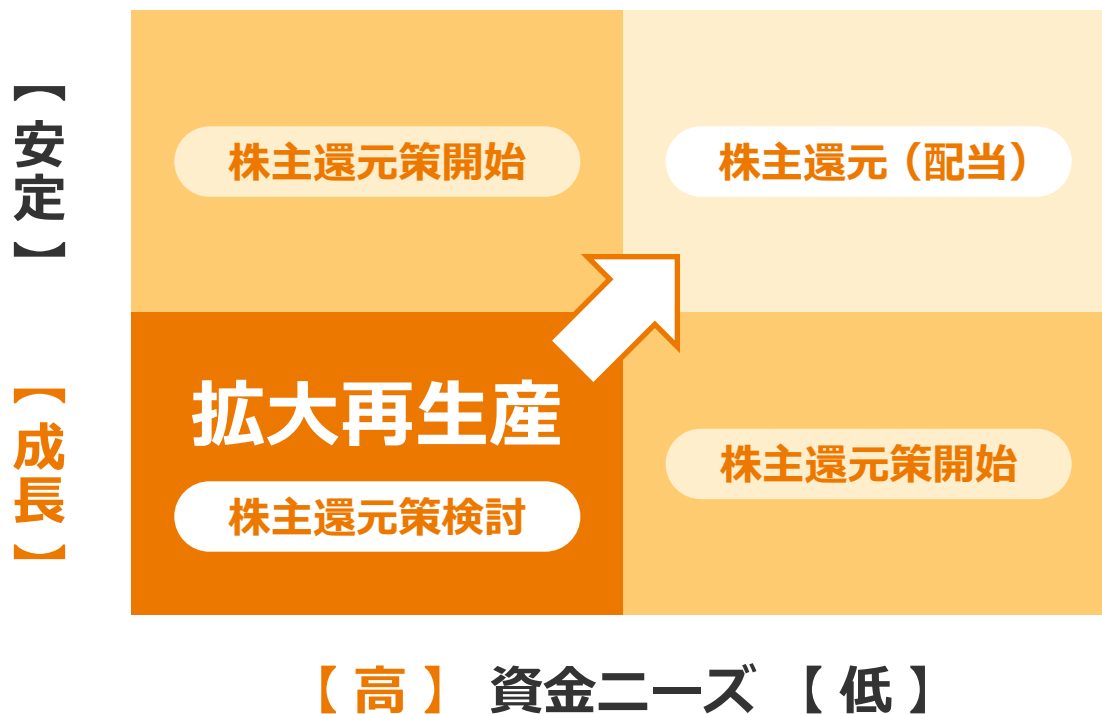 【安定】
株主還元策開始
株主還元（配当）
【成長】
拡大再生産
株主還元策検討
株主還元策開始
【高】 資金ニーズ 【低】